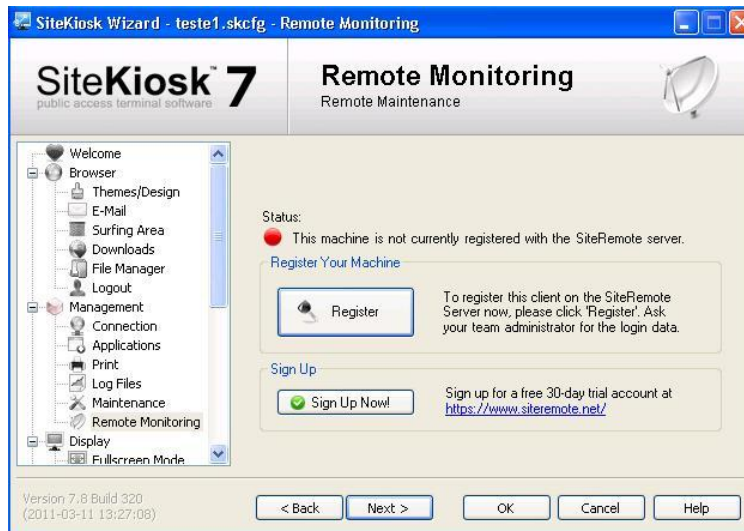 SiteKiosk Wizard - teste1.skcfg - Remote Monitoring
SiteKiosk™ 7
public access terminal software
Remote Monitoring
Remote Maintenance
Welcome
Browser
Themes/Design
E-Mail
Surfing Area
Downloads
File Manager
Logout
Management
Connection
Applications
Print
Log Files
Maintenance
Remote Monitoring
Display
Fullscreen Mode
Status:
This machine is not currently registered with the SiteRemote server.
Register Your Machine
Register
To register this client on the SiteRemote
Server now, please click 'Register'. Ask
your team administrator for the login data.
Sign Up
Sign Up Now!
Sign up for a free 30-day trial account at
https://www.siteremote.net/
Version 7.8 Build 320
(2011-03-11 13:27:08)
< Back
Next >
OK
Cancel
Help